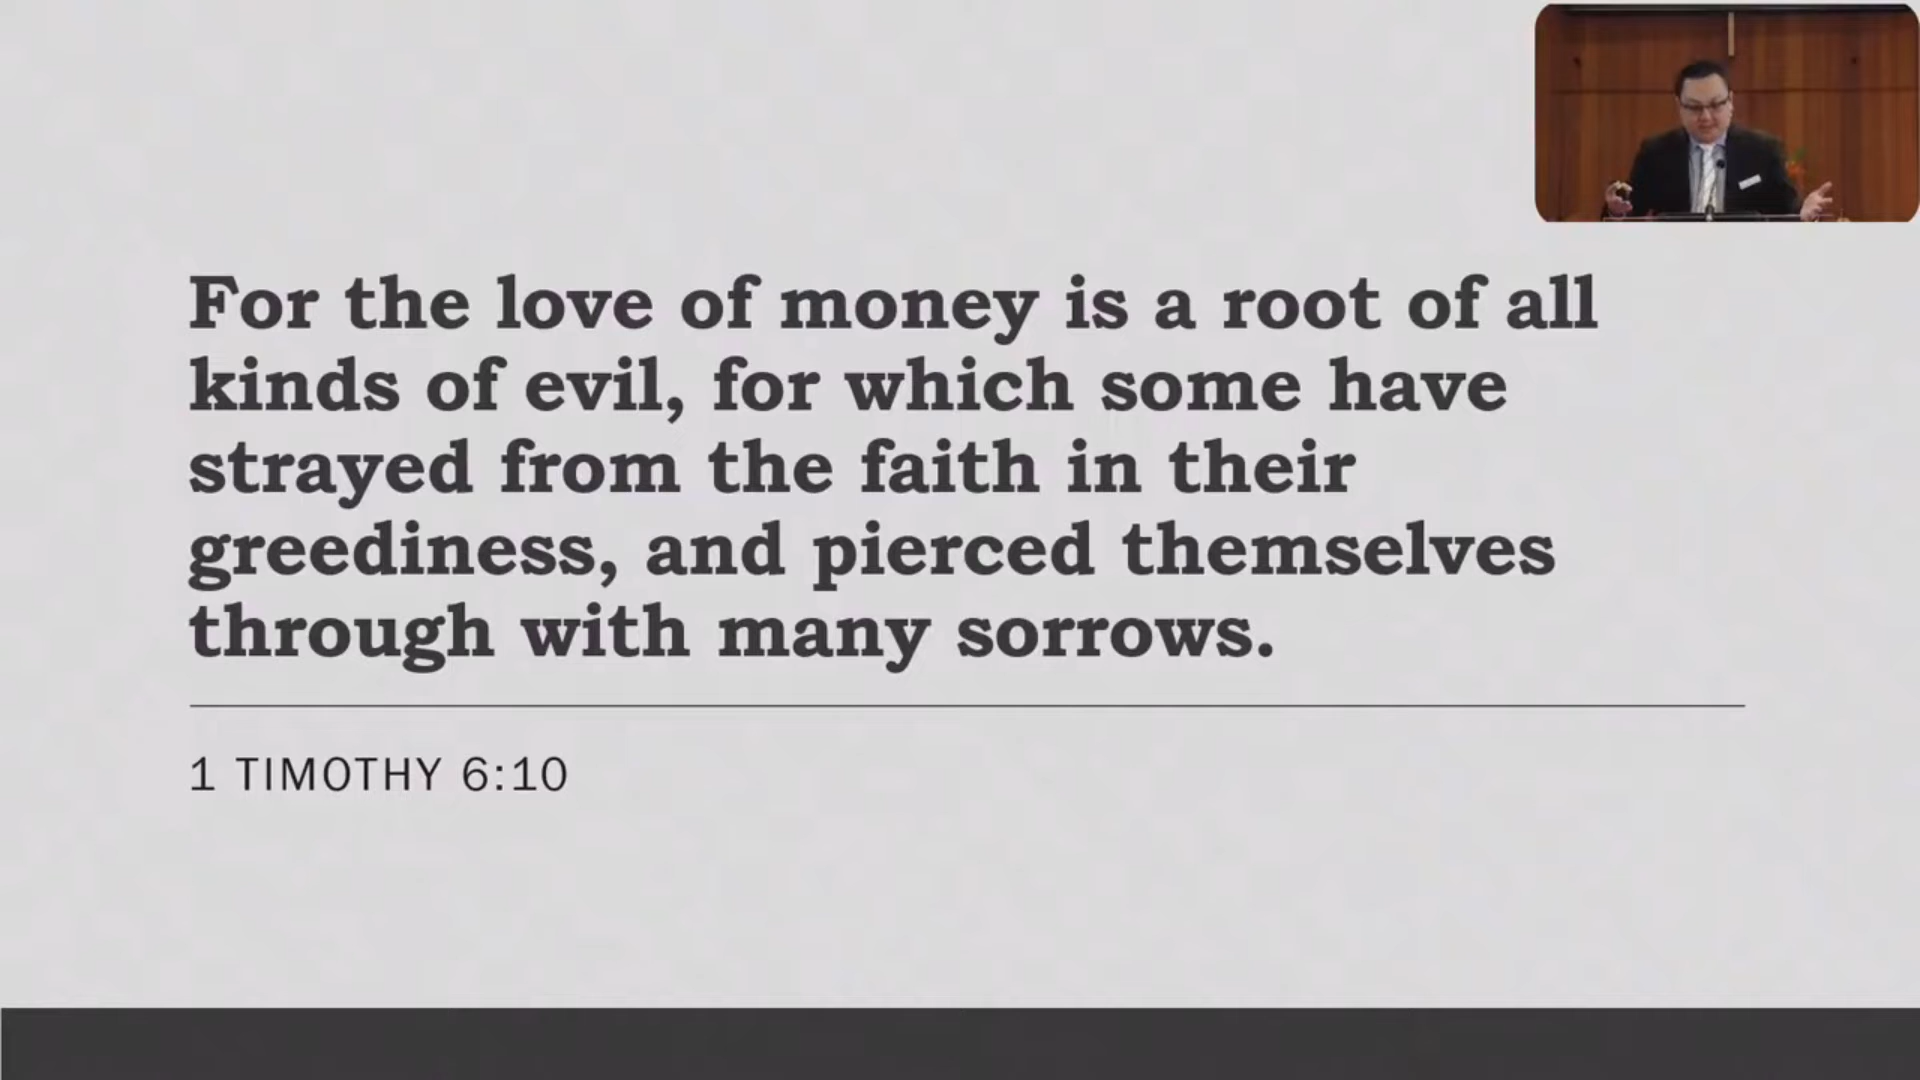 For the love of money is a root of all
kinds of evil, for which some have
strayed from the faith in their
greediness, and pierced themselves
through with many sorrows.
1 TIMOTHY 6:10